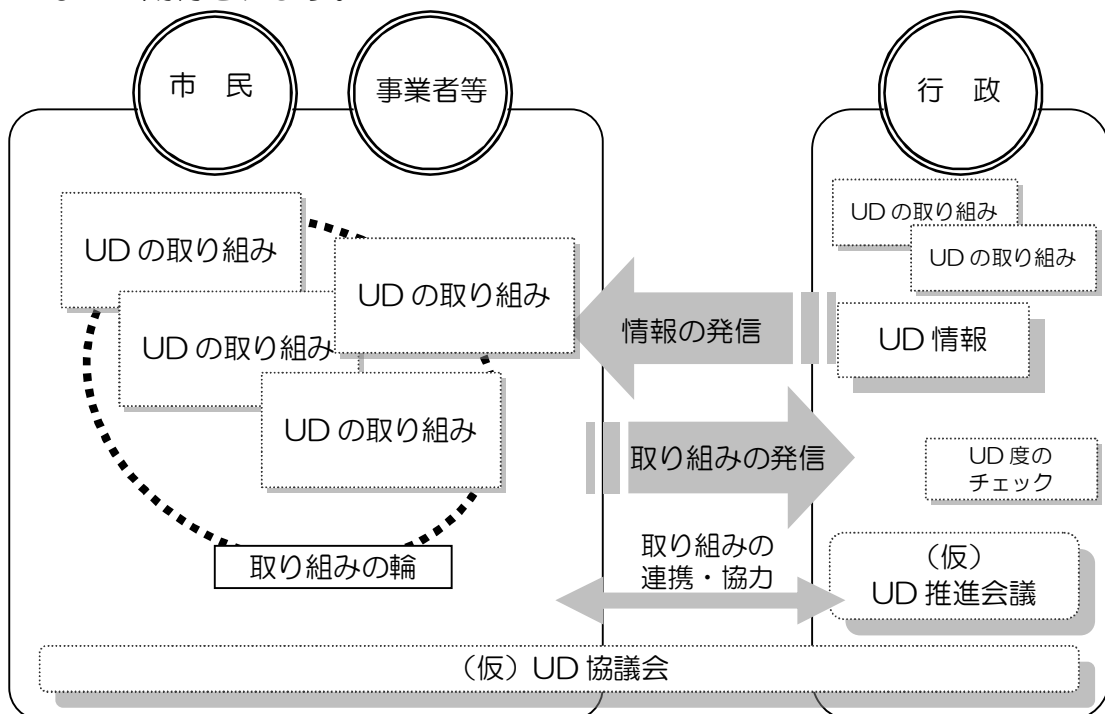 市　民
事業者等
行　政
UD の取り組み
UD の取り組み
UD の取り組み
UD の取り組み
取り組みの輪
情報の発信
取り組みの発信
取り組みの
連携・協力
UD の取り組み
UD の取り組み
UD 情報
UD 度の
チェック
（仮）
UD 推進会議
（仮）UD 協議会